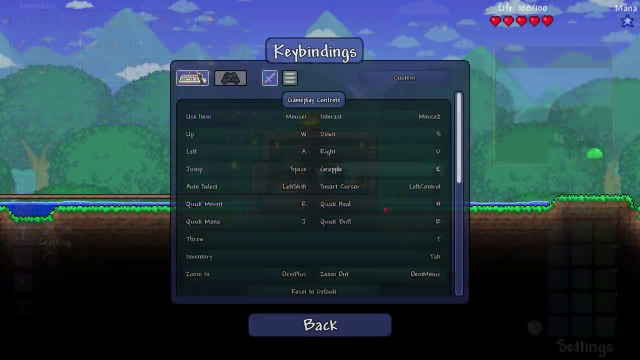 Inventory
Life: 100/100
Mana
Keybindings
Custom
Gameplay Controls
Use Item Mouse1 Interact Mouse2
Up W Down S
Left A Right D
Jump Space Grapple E
Auto Select LeftShift Smart Cursor LeftControl
Quick Mount R Quick Heal H
Quick Mana J Quick Buff B
Throw T
Inventory Tab
Zoom In OemPlus Zoom Out OemMinus
Reset to Default
Crafting
Back
Settings